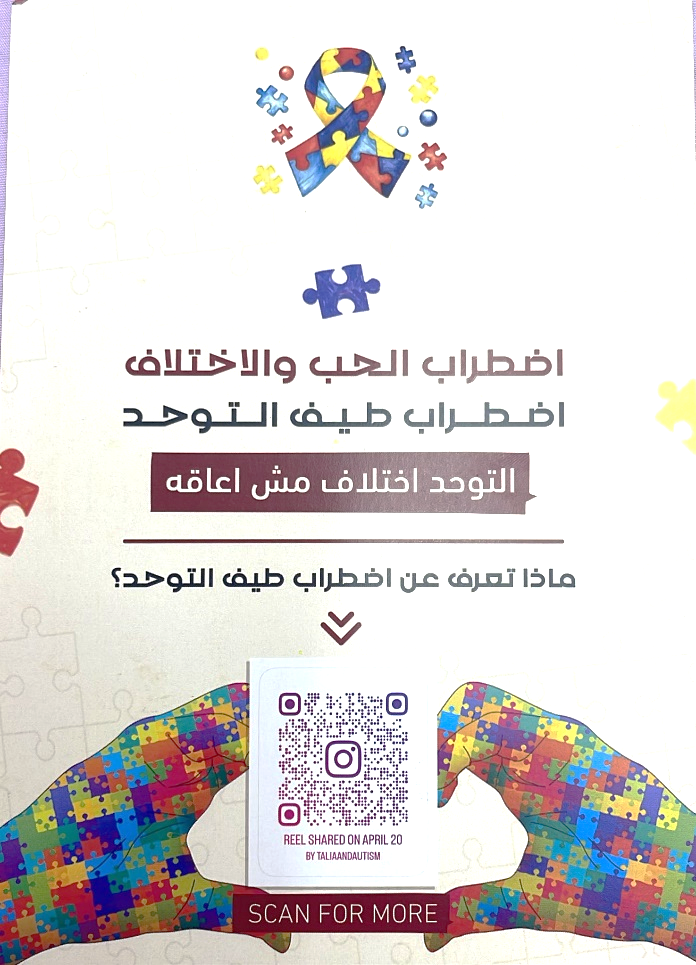 اضطراب الحب والاختلاف
اضطراب طيف التوحد
التوحد اختلاف مش اعاقه
ماذا تعرف عن اضطراب طيف التوحد؟
REEL SHARED ON APRIL 20
BY TALIAANDAUTISM
SCAN FOR MORE